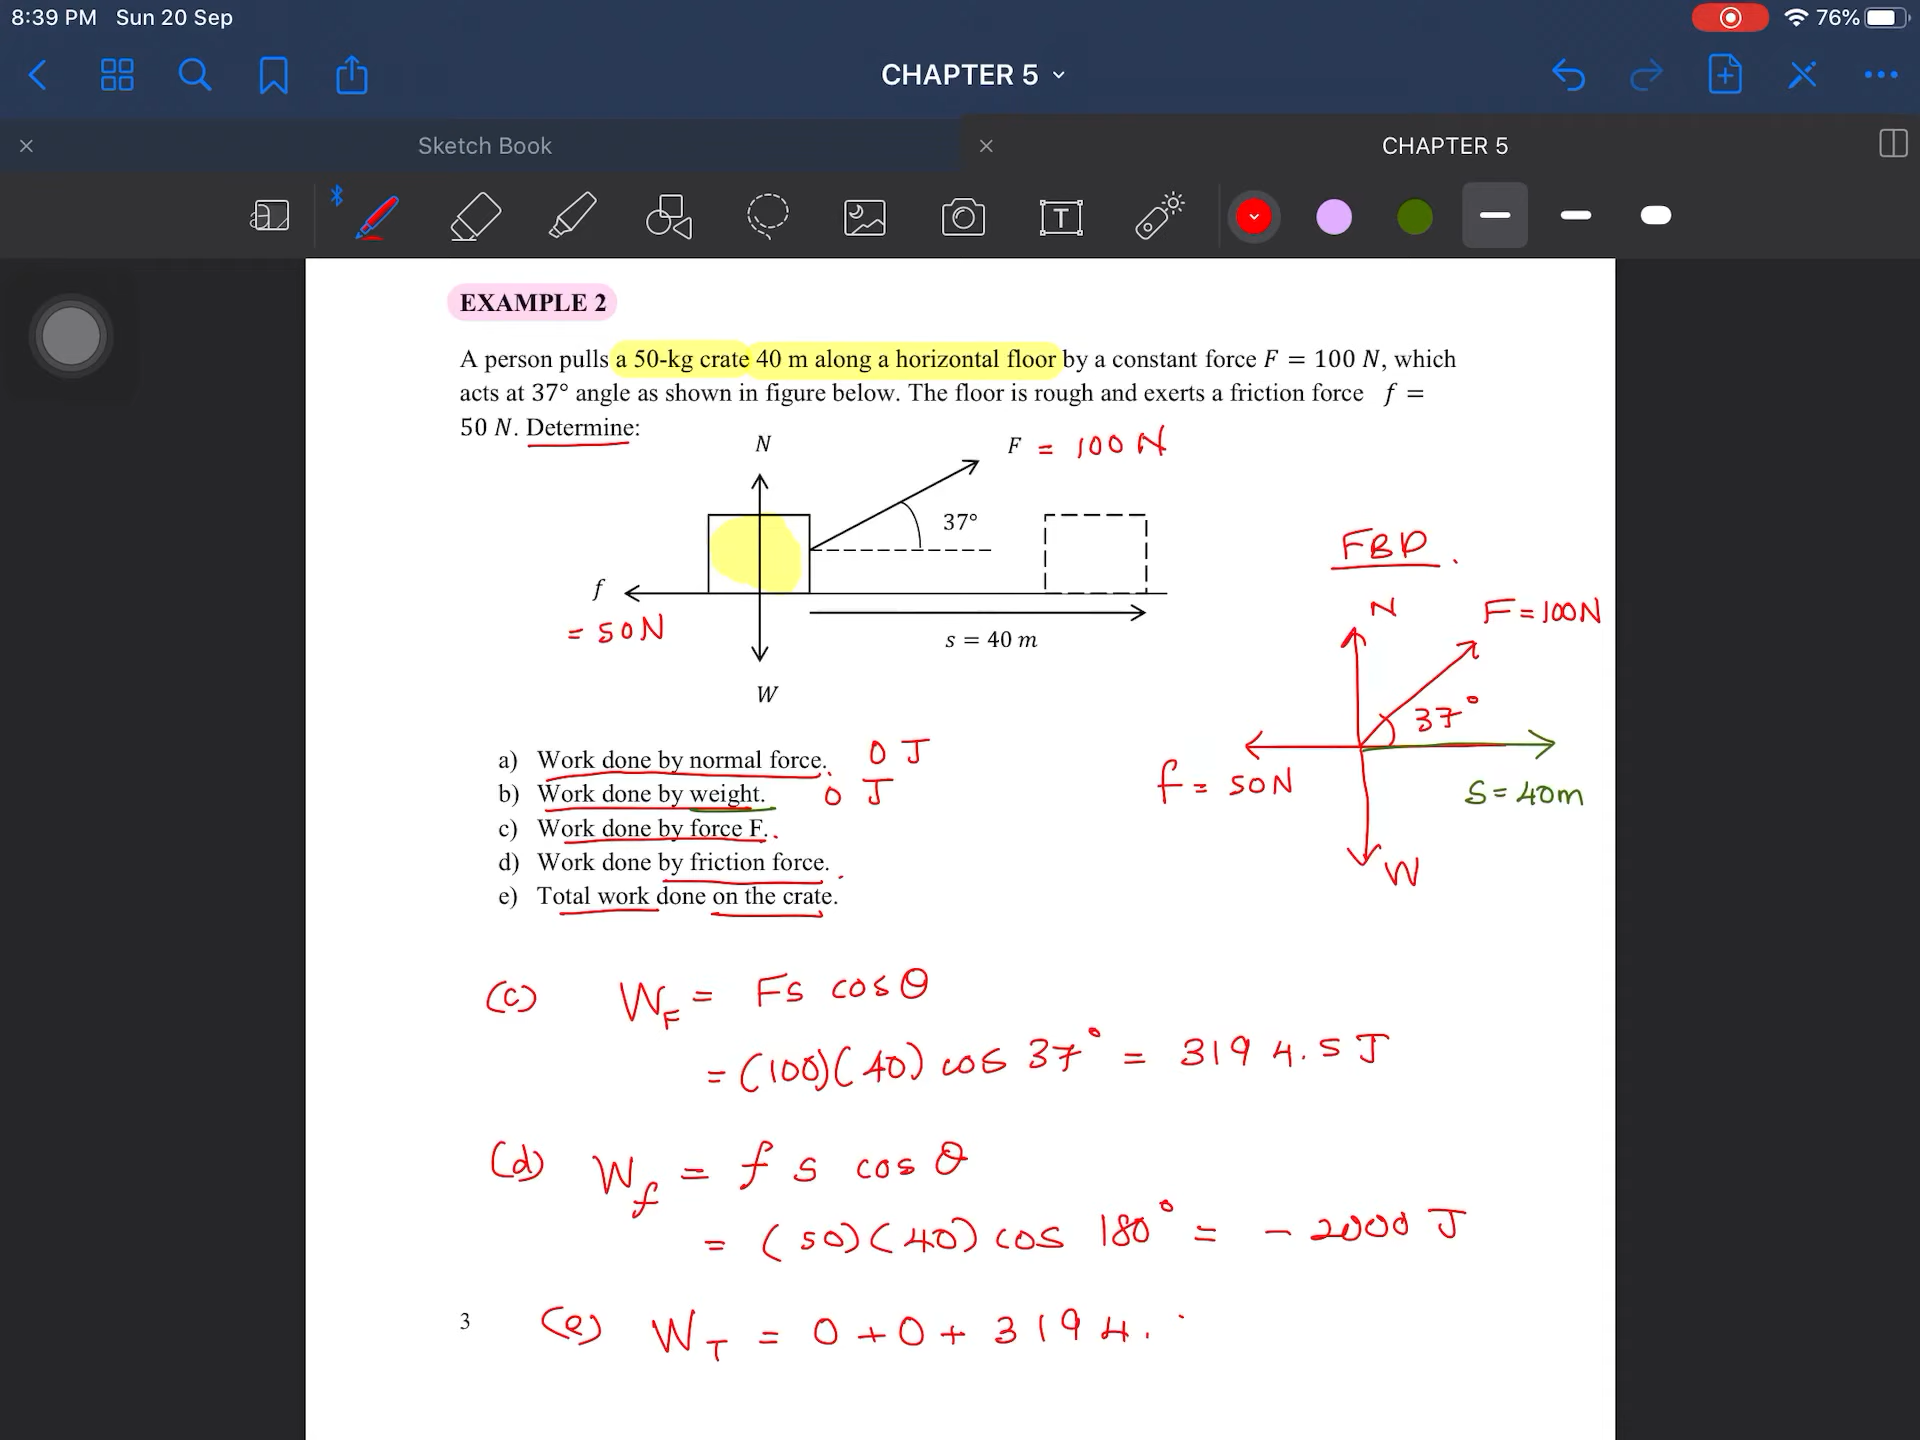 8:39 PM Sun 20 Sep
76%
CHAPTER 5
Sketch Book
CHAPTER 5
EXAMPLE 2
A person pulls a 50-kg crate 40 m along a horizontal floor by a constant force F = 100 N, which
acts at 37° angle as shown in figure below. The floor is rough and exerts a friction force f =
50 N. Determine:
N
F = 100 N
37°
f
= 50N
s = 40 m
W
FBD
N
F = 100N
37°
f = 50N
S = 40m
W
a) Work done by normal force. 0 J
b) Work done by weight. 0 J
c) Work done by force F.
d) Work done by friction force.
e) Total work done on the crate.
(c) W_F = Fs cos θ
= (100)(40) cos 37° = 3194.5 J
(d) W_f = f s cos θ
= (50)(40) cos 180° = - 2000 J
3
(e) W_T = 0 + 0 + 3194.